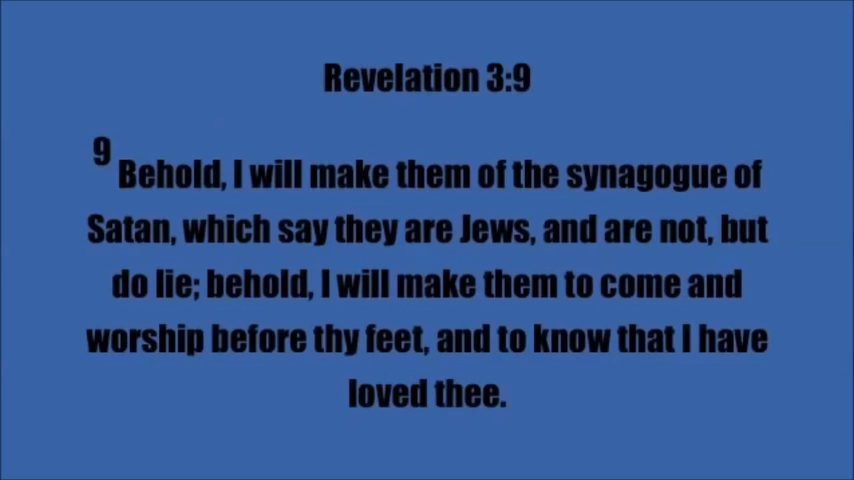 Revelation 3:9
9 Behold, I will make them of the synagogue of
Satan, which say they are Jews, and are not, but
do lie; behold, I will make them to come and
worship before thy feet, and to know that I have
loved thee.